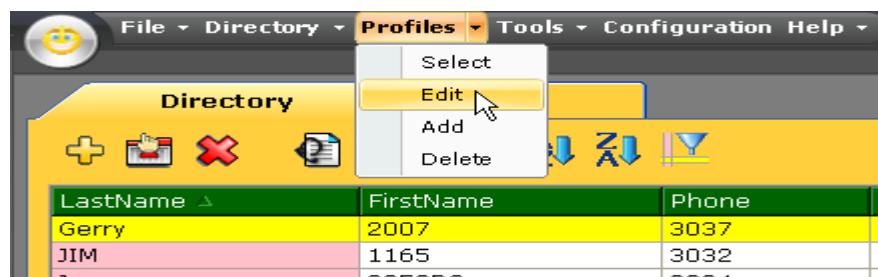 File Directory Profiles Tools Configuration Help
Select
Edit
Directory
Add
Delete
LastName FirstName Phone
Gerry 2007 3037
JIM 1165 3032